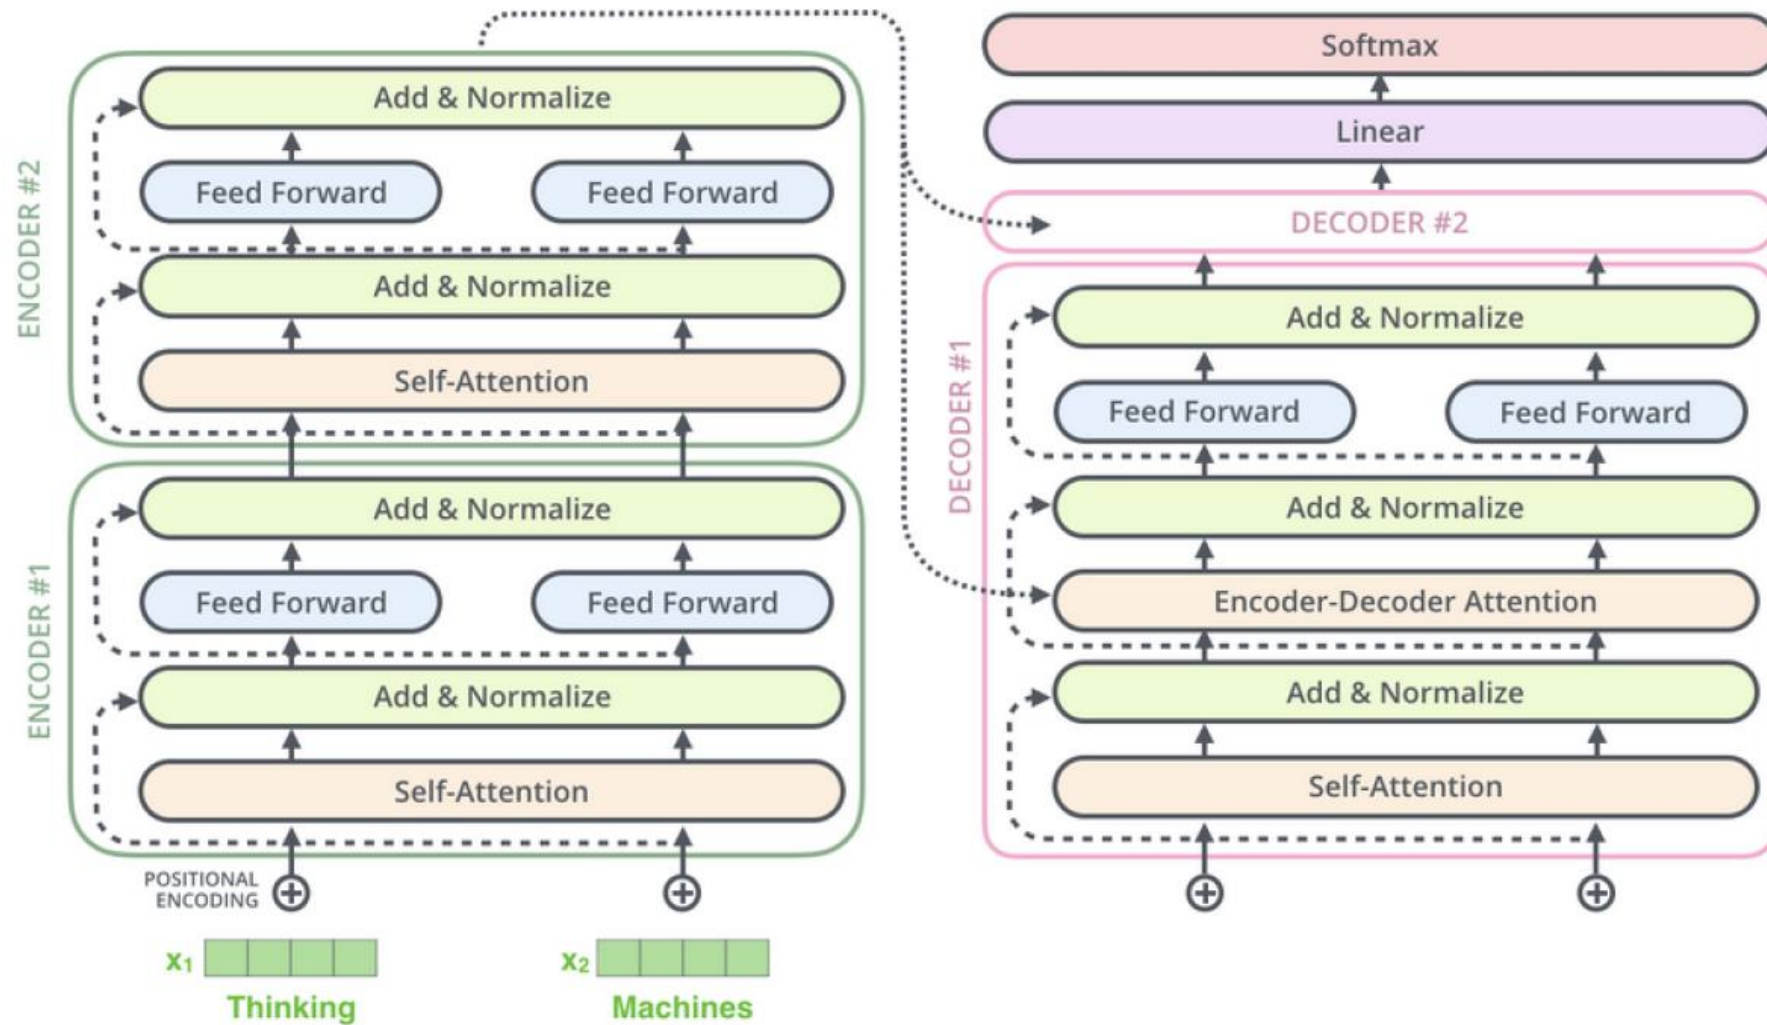 ENCODER #2
Add & Normalize
Feed Forward Feed Forward
Add & Normalize
Self-Attention
ENCODER #1
Add & Normalize
Feed Forward Feed Forward
Add & Normalize
Self-Attention
POSITIONAL
ENCODING
x1 x2
Thinking Machines
Softmax
Linear
DECODER #2
DECODER #1
Add & Normalize
Feed Forward Feed Forward
Add & Normalize
Encoder-Decoder Attention
Add & Normalize
Self-Attention